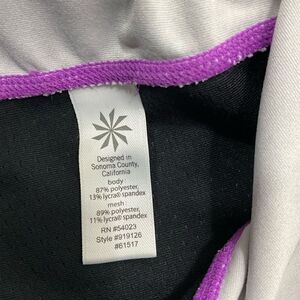 Designed in
Sonoma County,
California
body:
87% polyester,
13% lycra® spandex
mesh:
89% polyester,
11% lycra® spandex
RN #54023
Style #919126
#61517